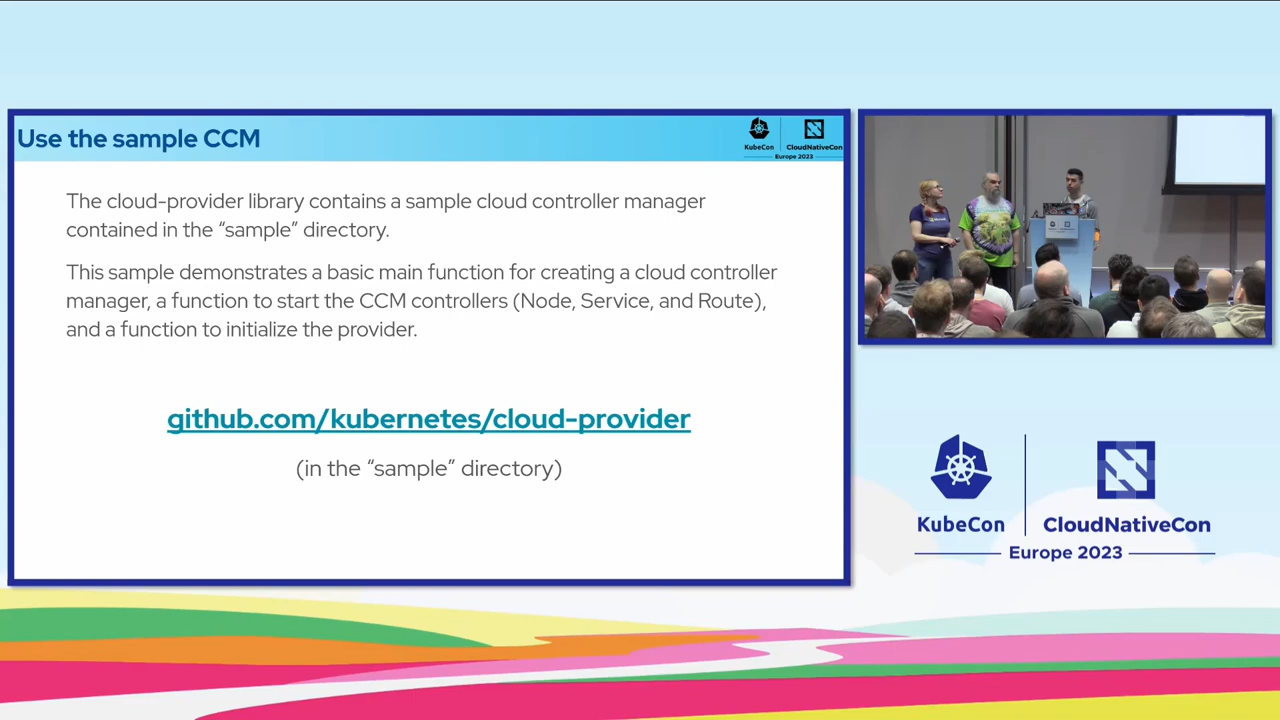 Use the sample CCM
KubeCon
CloudNativeCon
Europe 2023
The cloud-provider library contains a sample cloud controller manager
contained in the “sample” directory.
This sample demonstrates a basic main function for creating a cloud controller
manager, a function to start the CCM controllers (Node, Service, and Route),
and a function to initialize the provider.
github.com/kubernetes/cloud-provider
(in the “sample” directory)
KubeCon
CloudNativeCon
Europe 2023